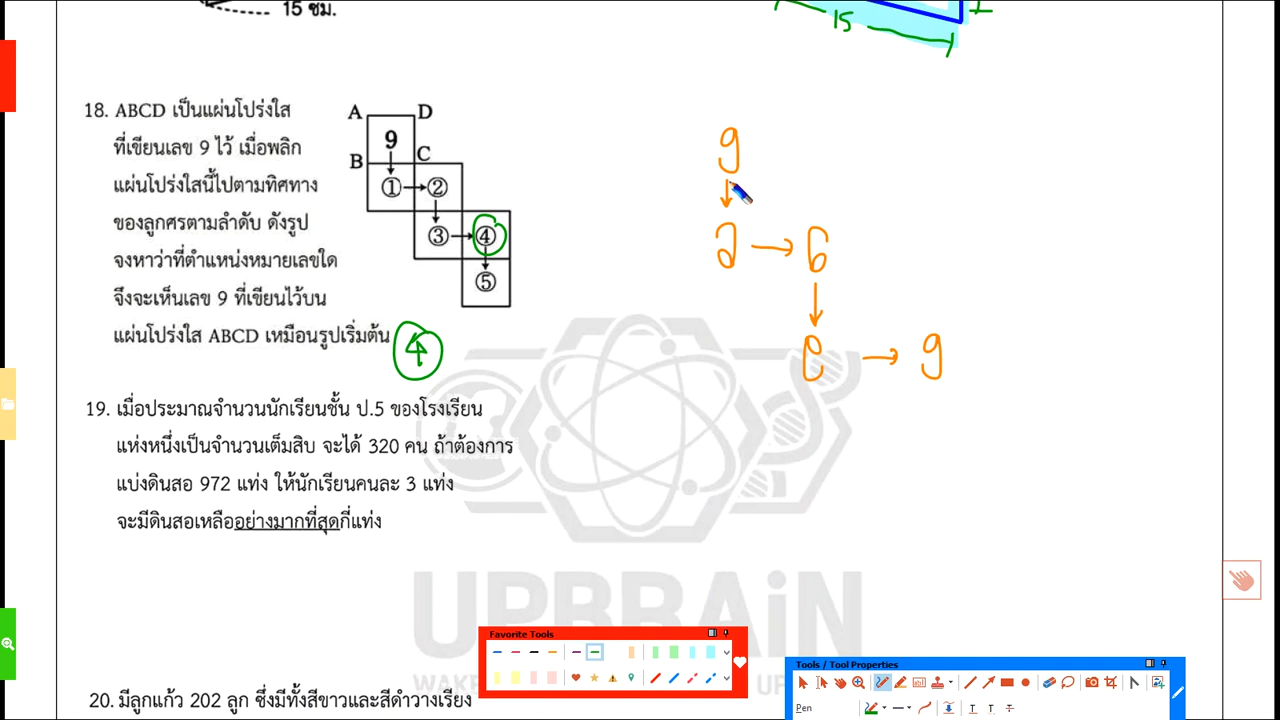 15 ซม.
15
18. ABCD เป็นแผ่นโปร่งใส
ที่เขียนเลข 9 ไว้ เมื่อพลิก
แผ่นโปร่งใสนี้ไปตามทิศทาง
ของลูกศรตามลำดับ ดังรูป
จงหาว่าที่ตำแหน่งหมายเลขใด
จึงจะเห็นเลข 9 ที่เขียนไว้บน
แผ่นโปร่งใส ABCD เหมือนรูปเริ่มต้น
4
A D
9
B C
① → ②
③ → ④
⑤
9
→ 6
→ 9
19. เมื่อประมาณจำนวนนักเรียนชั้น ป.5 ของโรงเรียน
แห่งหนึ่งเป็นจำนวนเต็มสิบ จะได้ 320 คน ถ้าต้องการ
แบ่งดินสอ 972 แท่ง ให้นักเรียนคนละ 3 แท่ง
จะมีดินสอเหลืออย่างมากที่สุดกี่แท่ง
UPBRAiN
20. มีลูกแก้ว 202 ลูก ซึ่งมีทั้งสีขาวและสีดำวางเรียง
Favorite Tools
Tools / Tool Properties
Pen